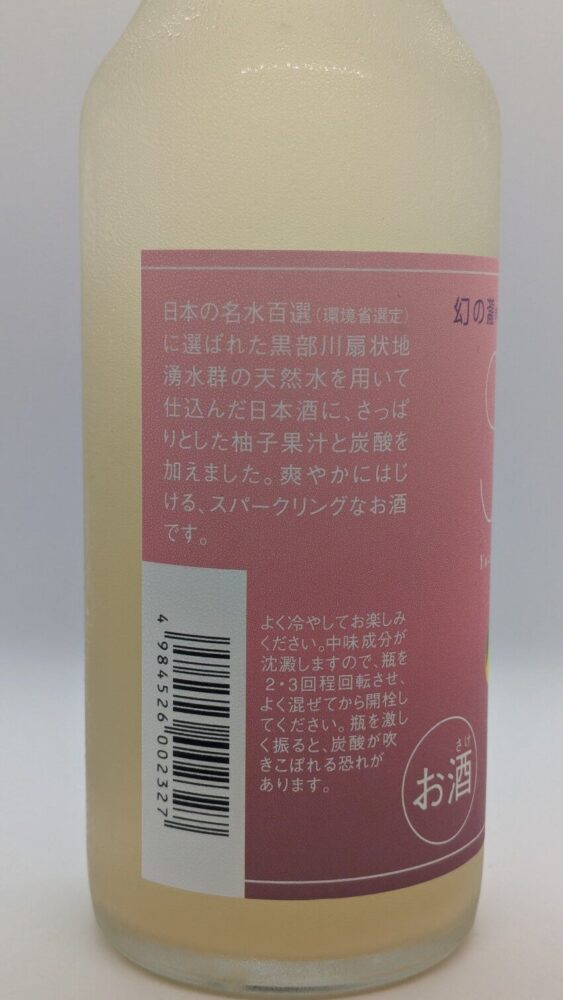 日本の名水百選(環境省選定)
に選ばれた黒部川扇状地
湧水群の天然水を用いて
仕込んだ日本酒に、さっぱ
りとした柚子果汁と炭酸を
加えました。爽やかにはじ
ける、スパークリングなお酒
です。
幻の瀧
よく冷やしてお楽しみ
ください。中味成分が
沈澱しますので、瓶を
2・3回程回転させ、
よく混ぜてから開栓し
てください。瓶を激し
く振ると、炭酸が吹
きこぼれる恐れが
あります。
さけ
お酒
4 984526 002327